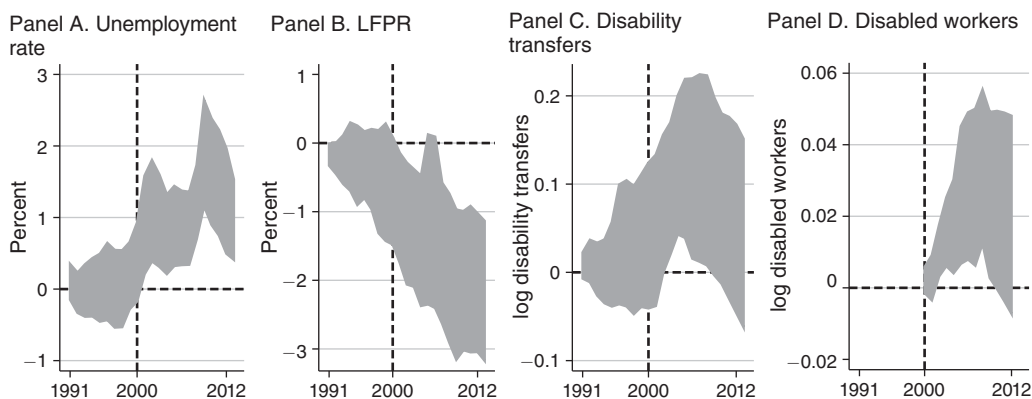 Panel A. Unemployment
rate
3
2
1
0
−1
Percent
1991 2000 2012
Panel B. LFPR
1
0
−1
−2
−3
Percent
1991 2000 2012
Panel C. Disability
transfers
0.2
0.1
0
−0.1
log disability transfers
1991 2000 2012
Panel D. Disabled workers
0.06
0.04
0.02
0
−0.02
log disabled workers
1991 2000 2012